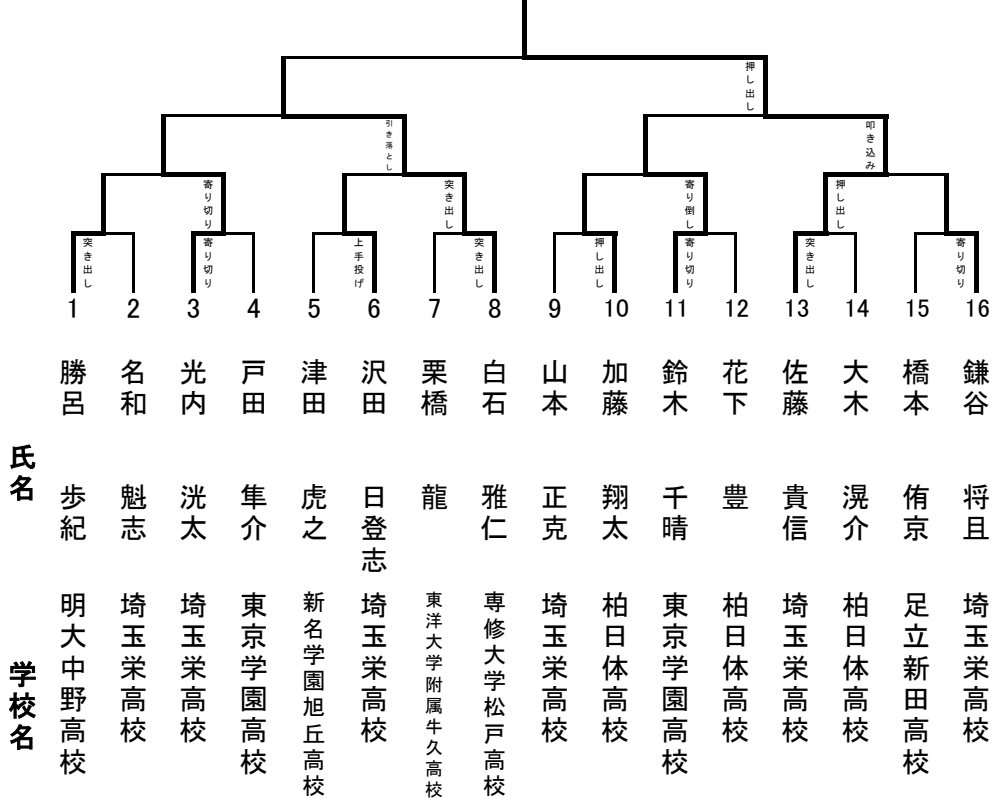 押し出し
引き落とし
叩き込み
寄り切り
突き出し
寄り倒し
押し出し
突き出し
寄り切り
上手投げ
突き出し
押し出し
寄り切り
突き出し
寄り切り
1 2 3 4 5 6 7 8 9 10 11 12 13 14 15 16
氏名
勝呂 歩紀
名和 魁志
光内 洸太
戸田 隼介
津田 虎之
沢田 日登志
栗橋 龍
白石 雅仁
山本 正克
加藤 翔太
鈴木 千晴
花下 豊
佐藤 貴信
大木 滉介
橋本 侑京
鎌谷 将且
学校名
明大中野高校
埼玉栄高校
埼玉栄高校
東京学園高校
新名学園旭丘高校
埼玉栄高校
東洋大学附属牛久高校
専修大学松戸高校
埼玉栄高校
柏日体高校
東京学園高校
柏日体高校
埼玉栄高校
柏日体高校
足立新田高校
埼玉栄高校